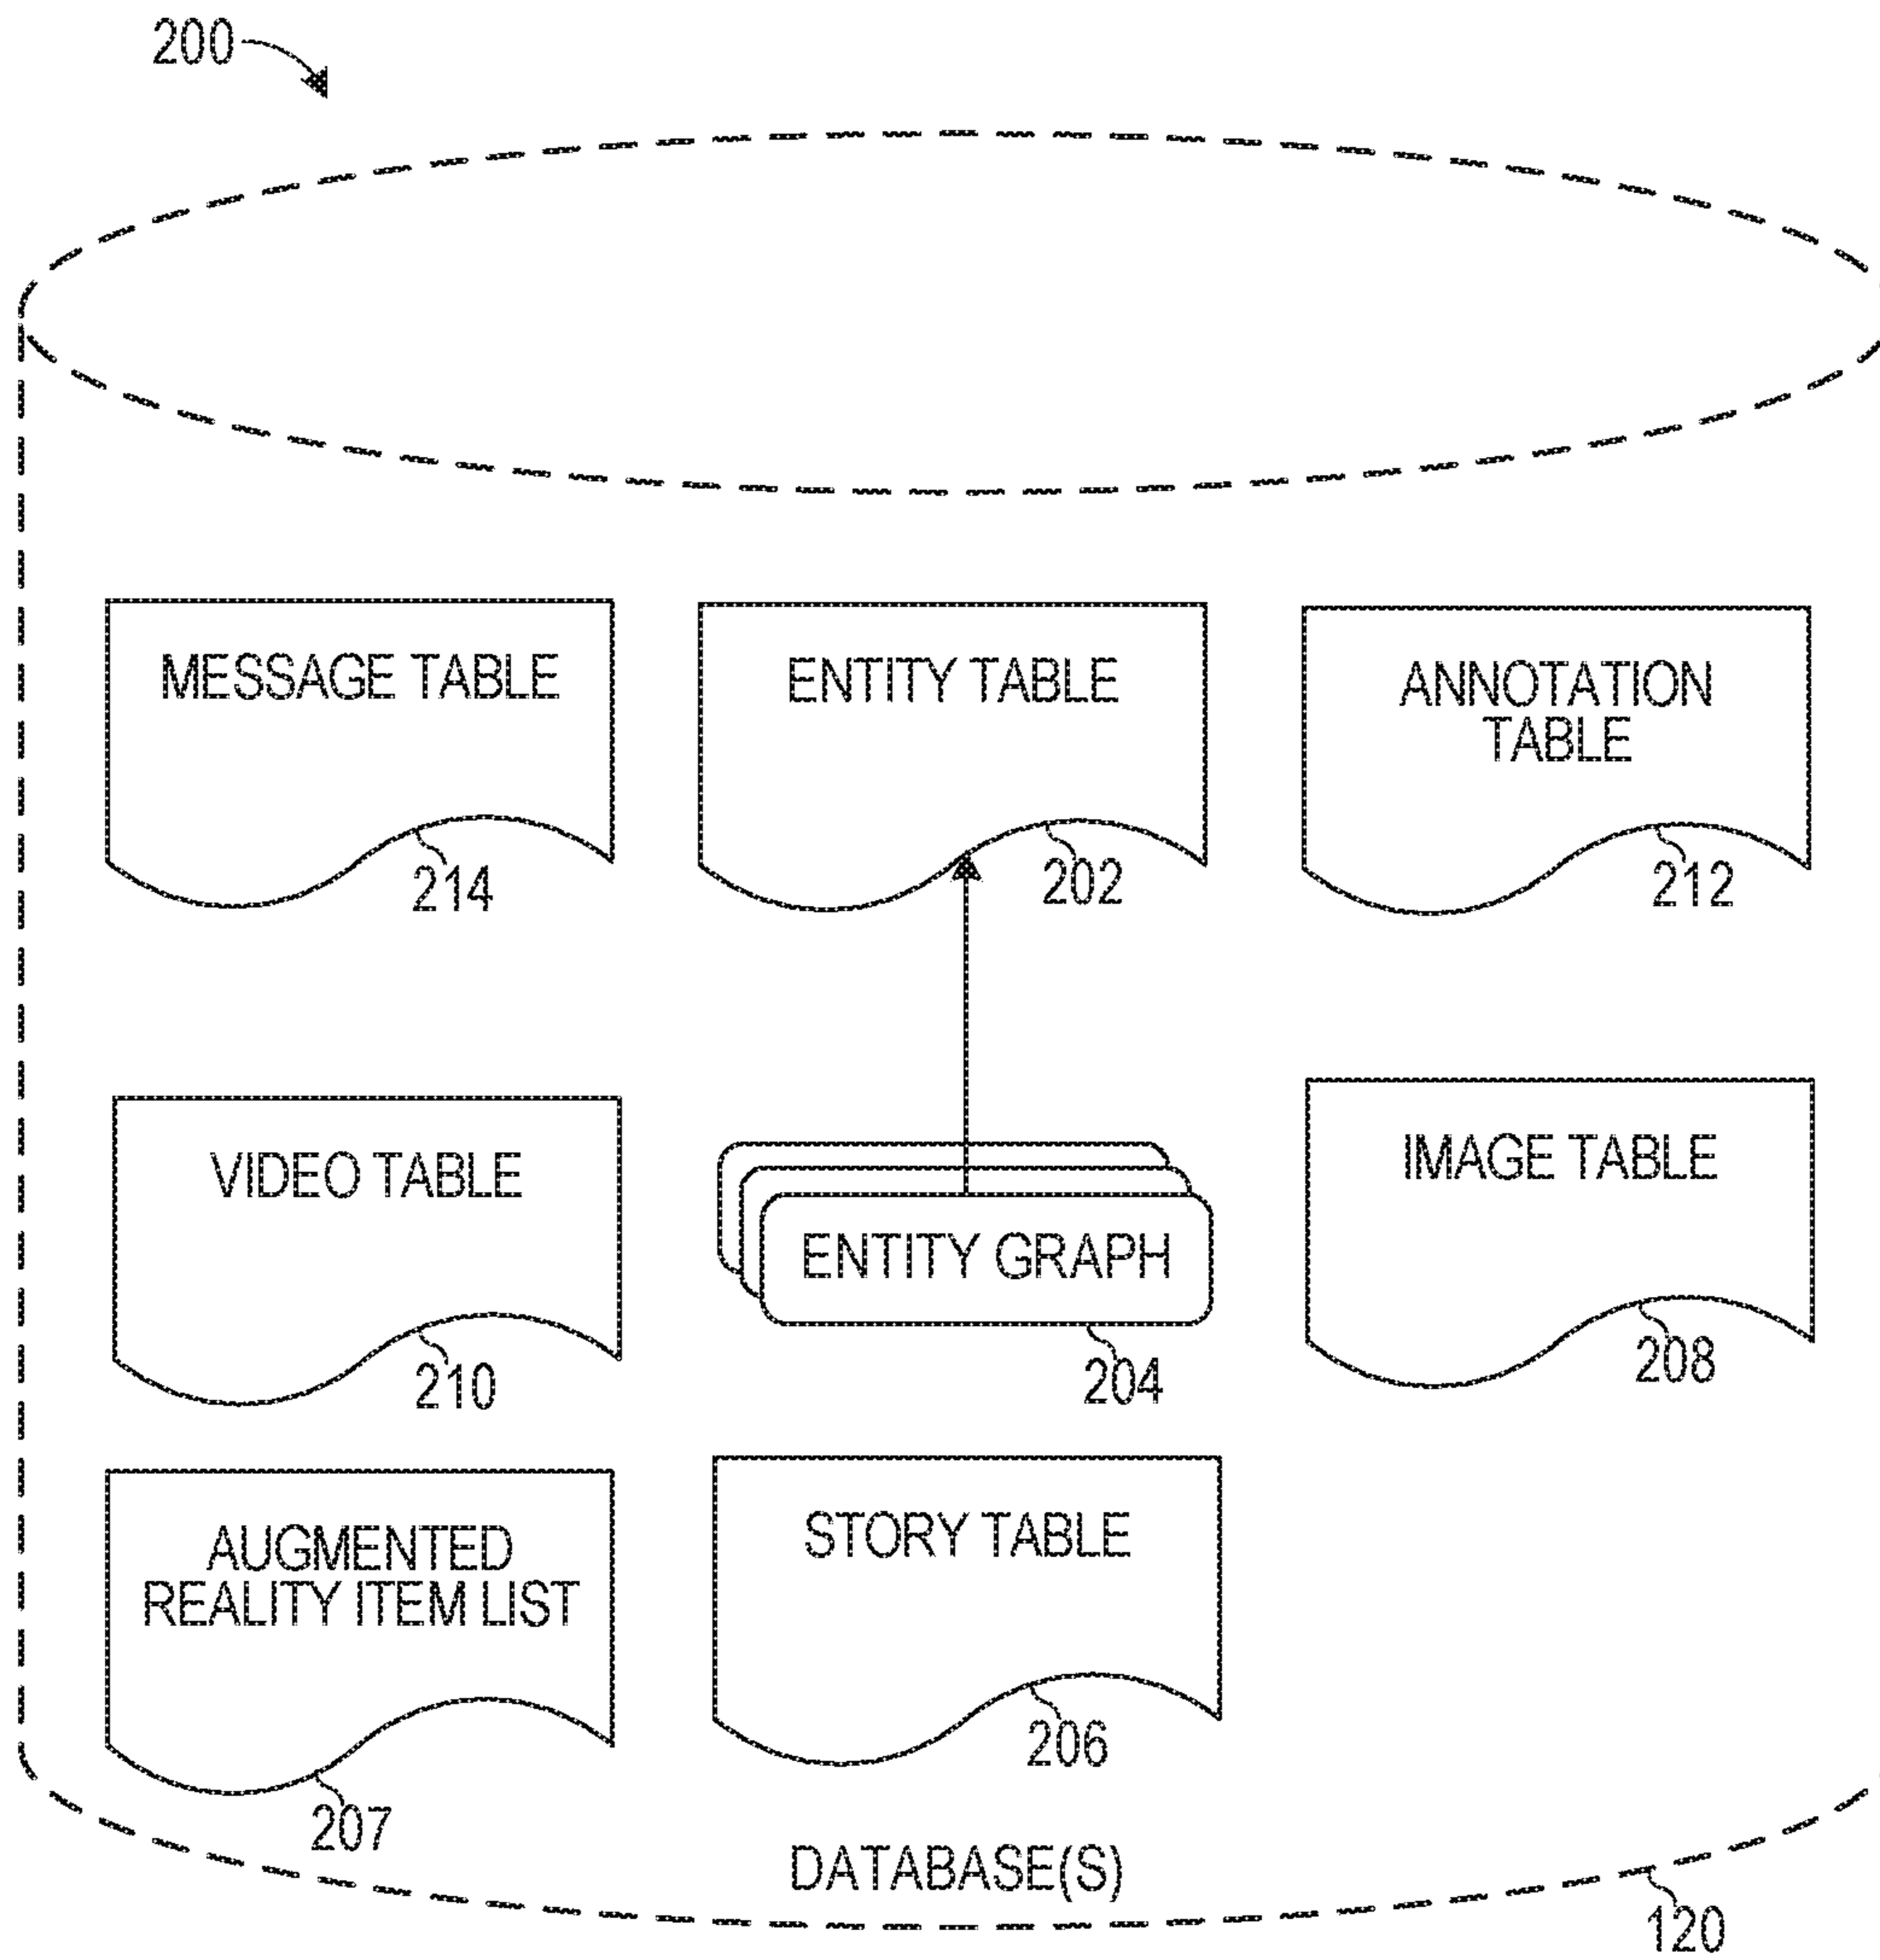 200
MESSAGE TABLE
214
ENTITY TABLE
202
ANNOTATION
TABLE
212
VIDEO TABLE
210
ENTITY GRAPH
204
IMAGE TABLE
208
AUGMENTED
REALITY ITEM LIST
207
STORY TABLE
206
DATABASE(S)
120